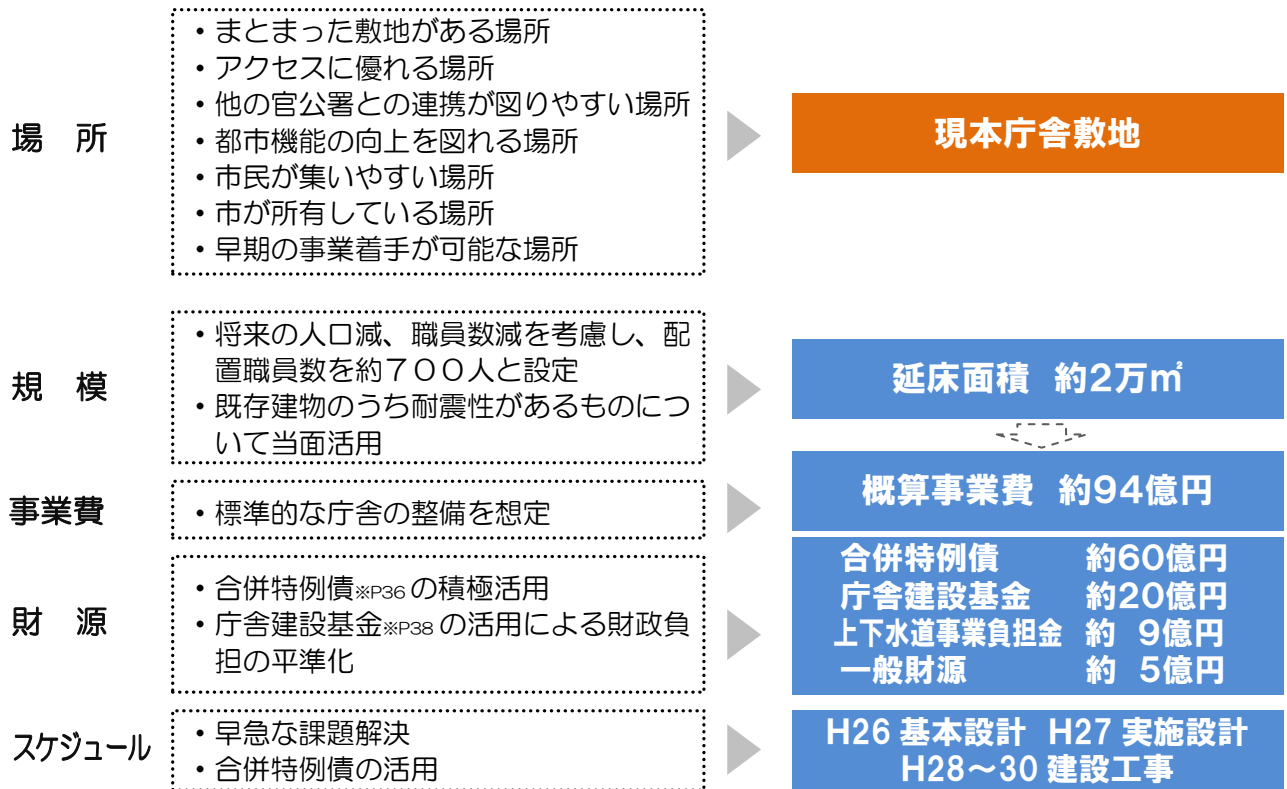 場　所
・まとまった敷地がある場所
・アクセスに優れる場所
・他の官公署との連携が図りやすい場所
・都市機能の向上を図れる場所
・市民が集いやすい場所
・市が所有している場所
・早期の事業着手が可能な場所
現本庁舎敷地
規　模
・将来の人口減、職員数減を考慮し、配
置職員数を約７００人と設定
・既存建物のうち耐震性があるものにつ
いて当面活用
延床面積 約2万㎡
事業費
・標準的な庁舎の整備を想定
概算事業費 約94億円
財　源
・合併特例債※P36 の積極活用
・庁舎建設基金※P38 の活用による財政負
担の平準化
合併特例債 約60億円
庁舎建設基金 約20億円
上下水道事業負担金 約 9億円
一般財源 約 5億円
スケジュール
・早急な課題解決
・合併特例債の活用
H26 基本設計 H27 実施設計
H28～30 建設工事